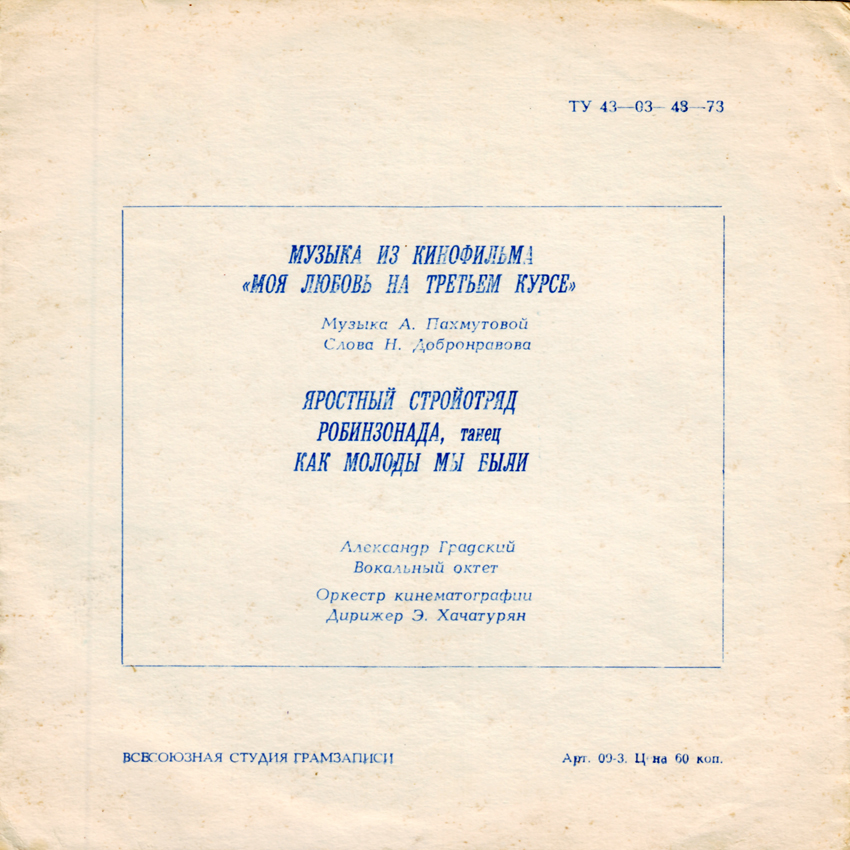 ТУ 43—03— 48—73
МУЗЫКА ИЗ КИНОФИЛЬМА
«МОЯ ЛЮБОВЬ НА ТРЕТЬЕМ КУРСЕ»
Музыка А. Пахмутовой
Слова Н. Добронравова
ЯРОСТНЫЙ СТРОЙОТРЯД
РОБИНЗОНАДА, танец
КАК МОЛОДЫ МЫ БЫЛИ
Александр Градский
Вокальный октет
Оркестр кинематографии
Дирижер Э. Хачатурян
ВСЕСОЮЗНАЯ СТУДИЯ ГРАМЗАПИСИ
Арт. 09-3. Цена 60 коп.